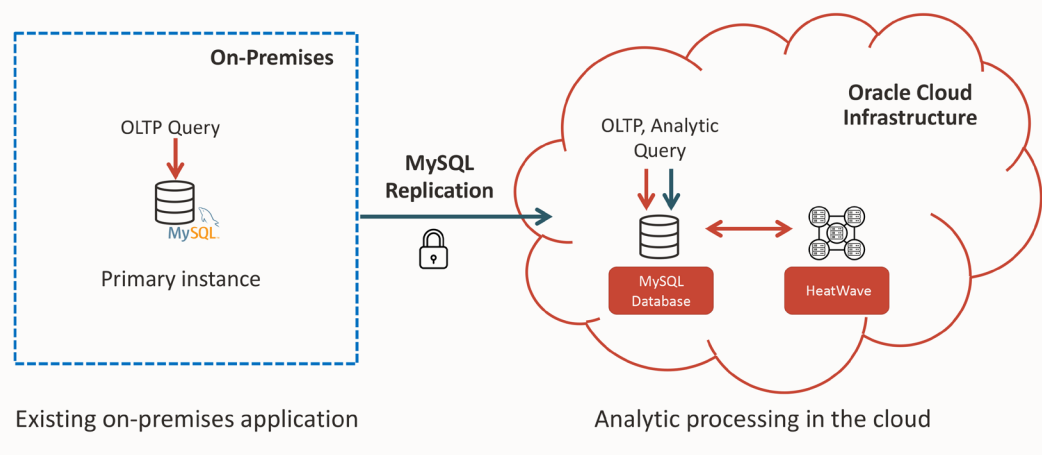 On-Premises
OLTP Query
MySQL.
Primary instance
Existing on-premises application
MySQL
Replication
Oracle Cloud
Infrastructure
OLTP, Analytic
Query
MySQL
Database
HeatWave
Analytic processing in the cloud